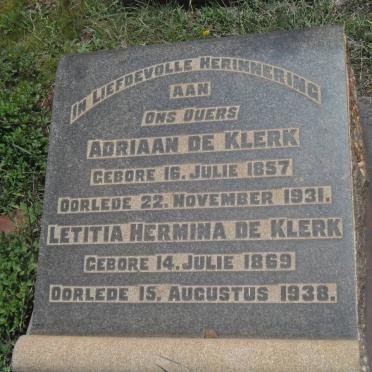 IN LIEFDEVOLLE HERINNERING
AAN
ONS OUERS
ADRIAAN DE KLERK
GEBORE 16. JULIE 1857
OORLEDE 22. NOVEMBER 1931.
LETITIA HERMINA DE KLERK
GEBORE 14. JULIE 1869
OORLEDE 15. AUGUSTUS 1938.